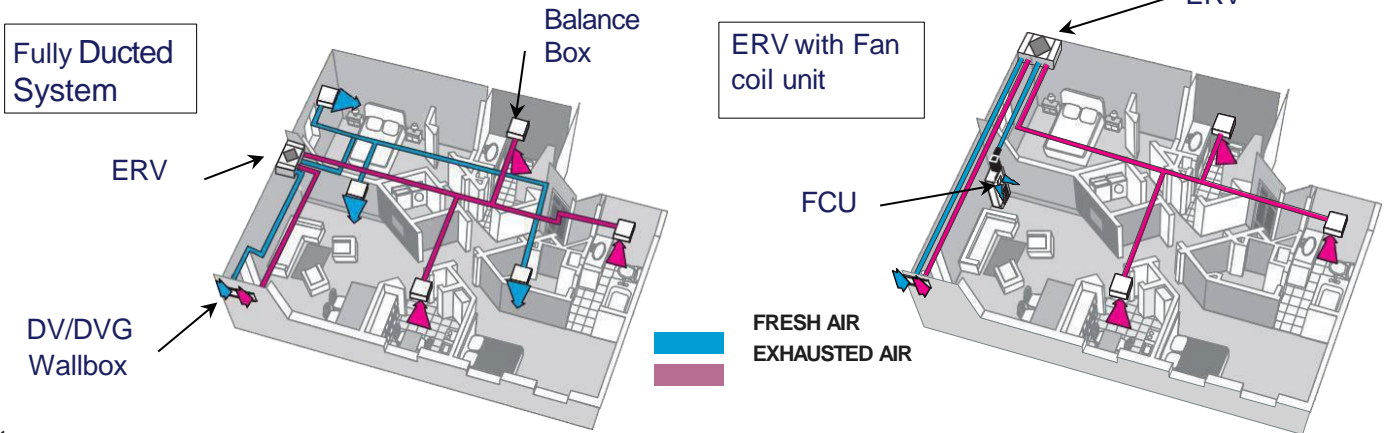 Fully Ducted
System
Balance
Box
ERV
DV/DVG
Wallbox
FRESH AIR
EXHAUSTED AIR
ERV with Fan
coil unit
ERV
FCU